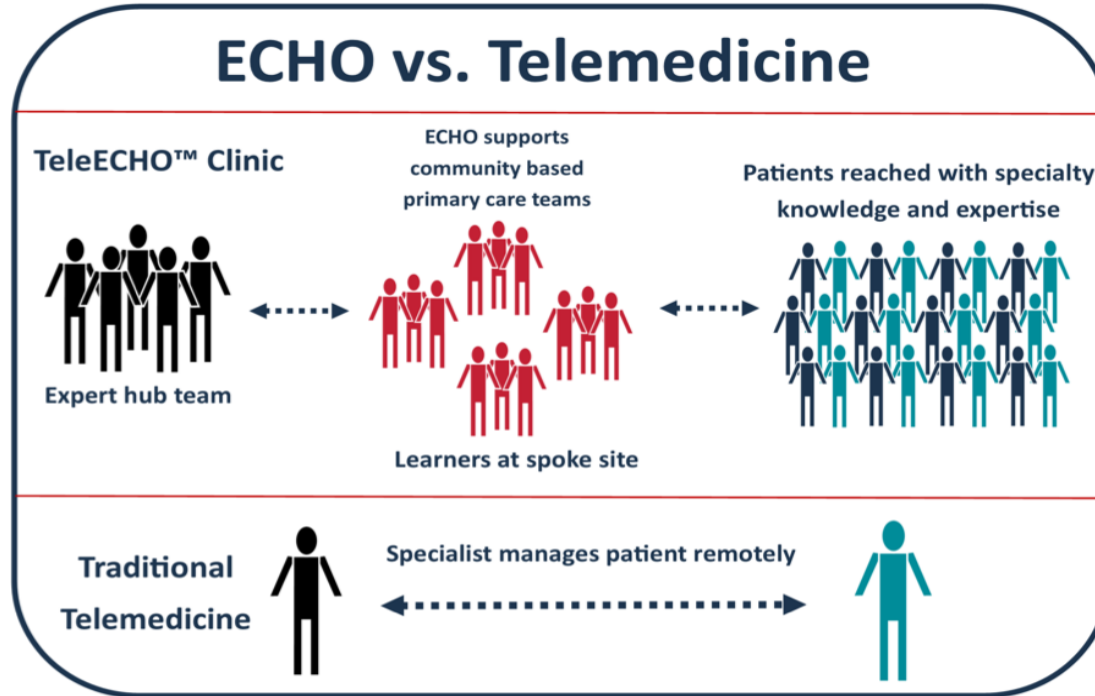 ECHO vs. Telemedicine
TeleECHO™ Clinic
Expert hub team
ECHO supports
community based
primary care teams
Learners at spoke site
Patients reached with specialty
knowledge and expertise
Traditional
Telemedicine
Specialist manages patient remotely